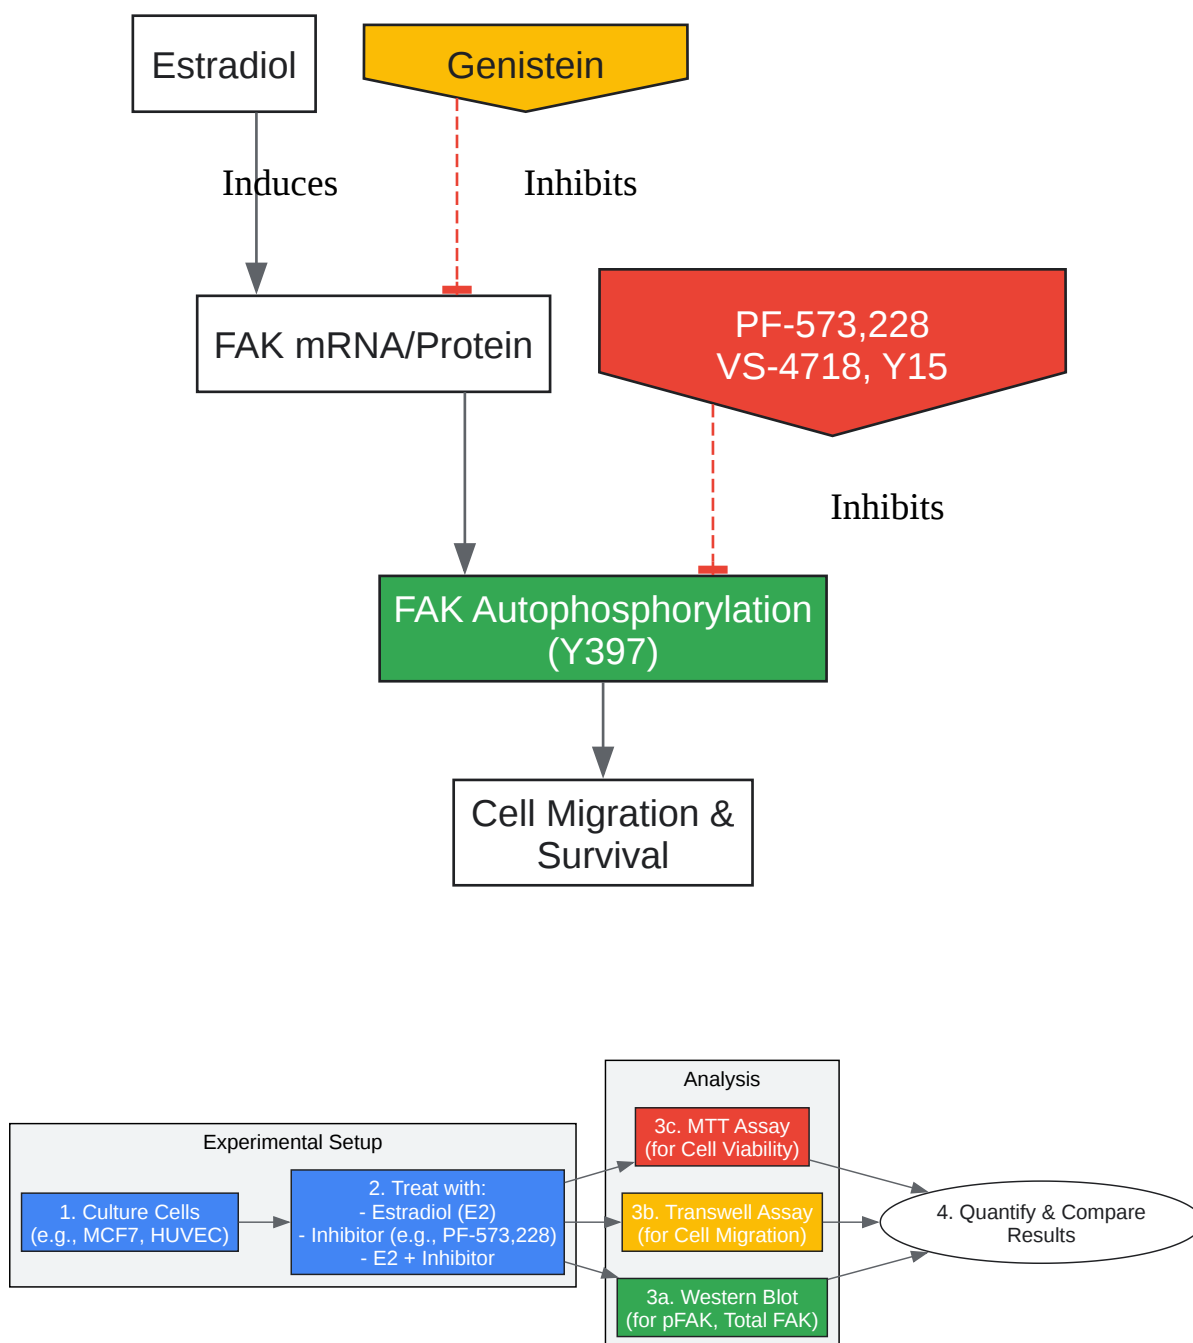 Estradiol
Genistein
Induces
Inhibits
FAK mRNA/Protein
PF-573,228
VS-4718, Y15
Inhibits
FAK Autophosphorylation
(Y397)
Cell Migration &
Survival
Experimental Setup
1. Culture Cells
(e.g., MCF7, HUVEC)
2. Treat with:
- Estradiol (E2)
- Inhibitor (e.g., PF-573,228)
- E2 + Inhibitor
Analysis
3c. MTT Assay
(for Cell Viability)
3b. Transwell Assay
(for Cell Migration)
3a. Western Blot
(for pFAK, Total FAK)
4. Quantify & Compare
Results